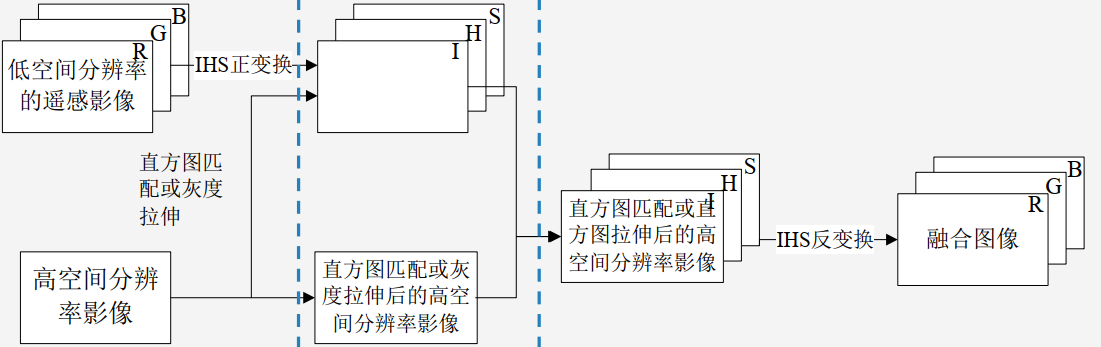 B
G
R
低空间分辨率
的遥感影像
IHS正变换
S
H
I
直方图匹
配或灰度
拉伸
高空间分辨
率影像
直方图匹配或灰
度拉伸后的高空
间分辨率影像
S
H
I
直方图匹配或直
方图拉伸后的高
空间分辨率影像
IHS反变换
B
G
R
融合图像